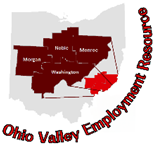 Noble
Monroe
Morgan
Washington
Ohio Valley Employment Resource